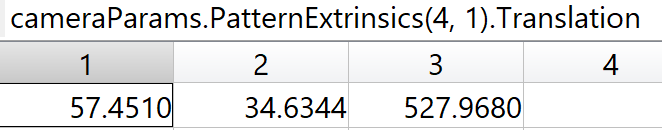 cameraParams.PatternExtrinsics(4, 1).Translation
1 2 3 4
57.4510 34.6344 527.9680